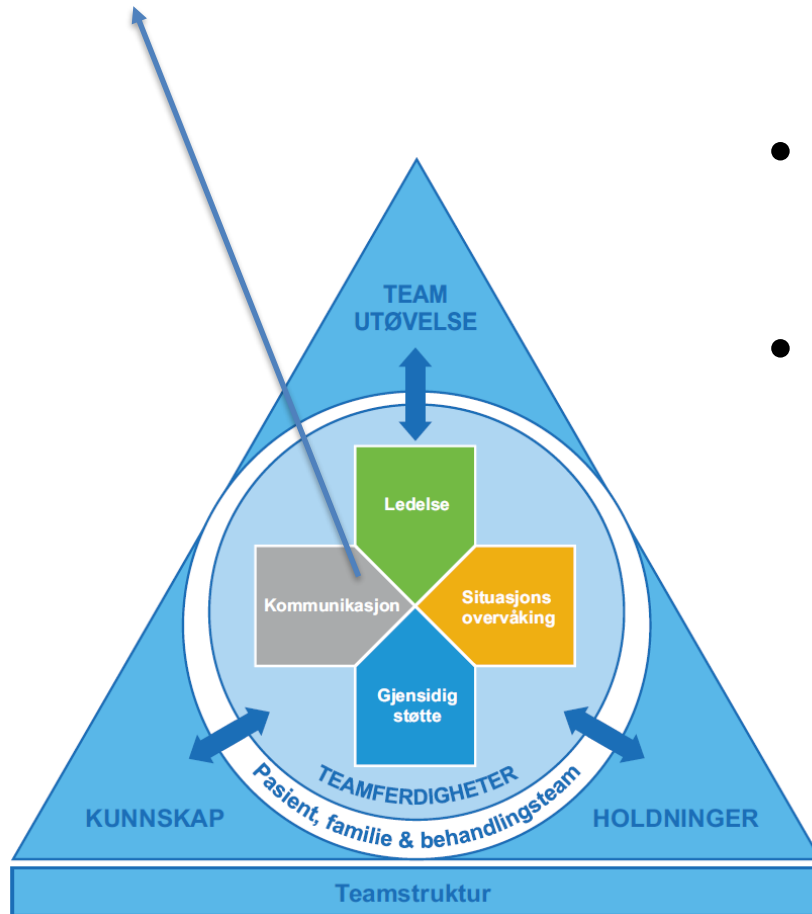 TEAM
UTØVELSE
Ledelse
Kommunikasjon
Situasjons
overvåking
Gjensidig
støtte
TEAMFERDIGHETER
Pasient, familie & behandlingsteam
KUNNSKAP
HOLDNINGER
Teamstruktur